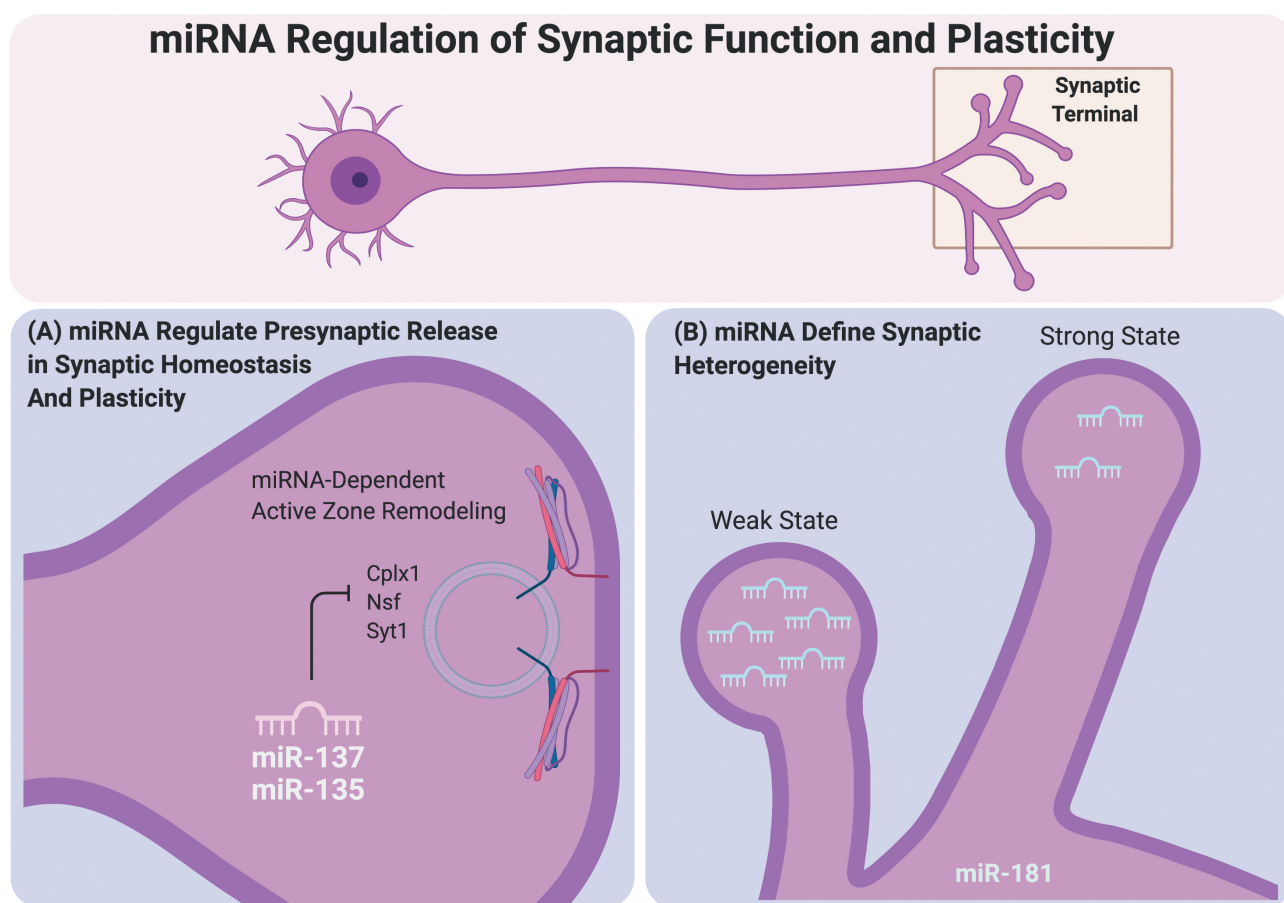 miRNA Regulation of Synaptic Function and Plasticity
Synaptic
Terminal
(A) miRNA Regulate Presynaptic Release
in Synaptic Homeostasis
And Plasticity
miRNA-Dependent
Active Zone Remodeling
Cplx1
Nsf
Syt1
miR-137
miR-135
(B) miRNA Define Synaptic
Heterogeneity
Strong State
Weak State
miR-181